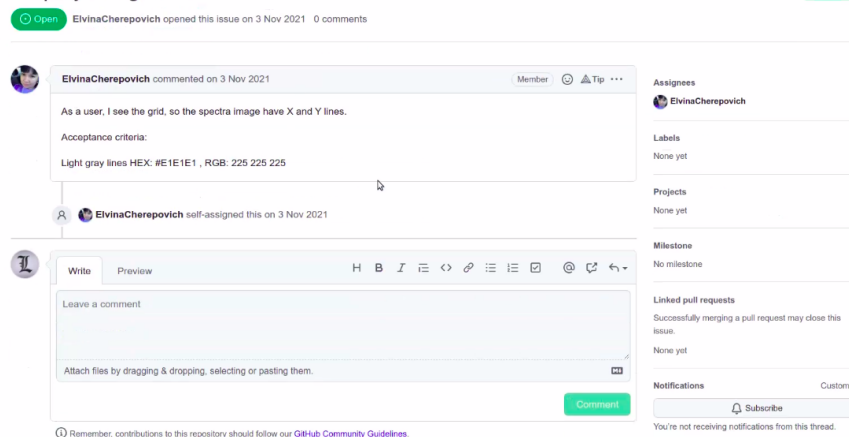 Open ElvinaCherepovich opened this issue on 3 Nov 2021 0 comments
ElvinaCherepovich commented on 3 Nov 2021 Member Tip ...
As a user, I see the grid, so the spectra image have X and Y lines.
Acceptance criteria:
Light gray lines HEX: #E1E1E1 , RGB: 225 225 225
ElvinaCherepovich self-assigned this on 3 Nov 2021
L
Write Preview H B I
Leave a comment
Attach files by dragging & dropping, selecting or pasting them.
Comment
Remember, contributions to this repository should follow our GitHub Community Guidelines.
Assignees
ElvinaCherepovich
Labels
None yet
Projects
None yet
Milestone
No milestone
Linked pull requests
Successfully merging a pull request may close this
issue.
None yet
Notifications Custom
Subscribe
You're not receiving notifications from this thread.